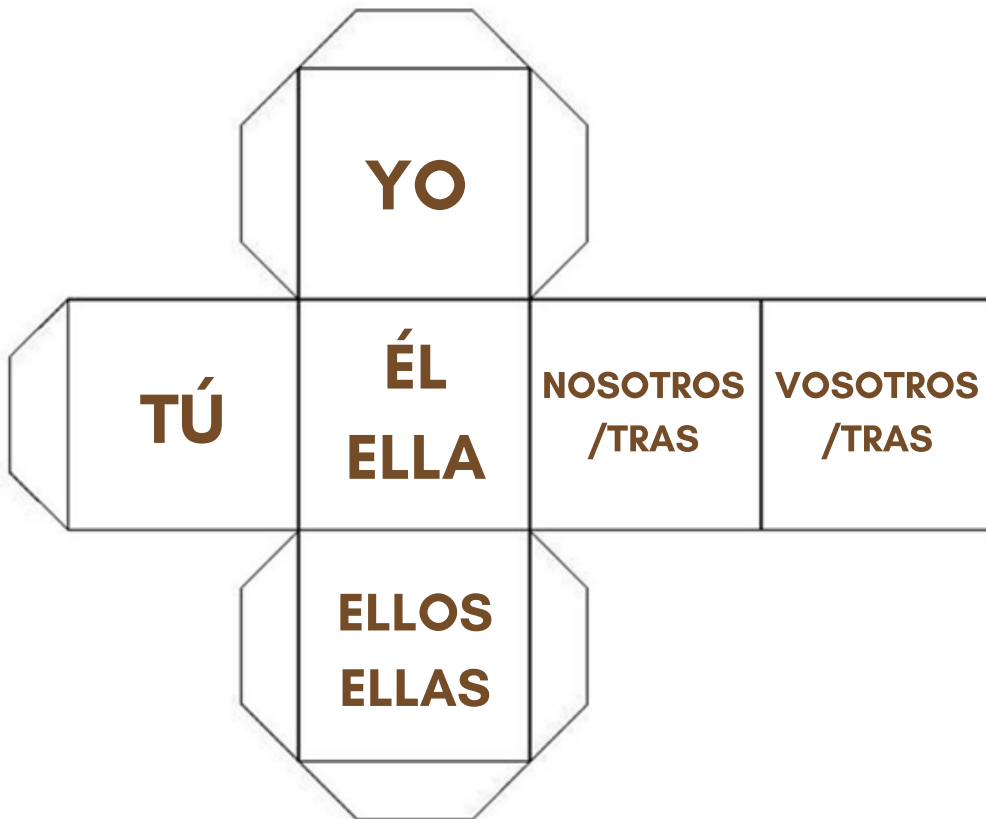 YO
TÚ
ÉL
ELLA
NOSOTROS
/TRAS
VOSOTROS
/TRAS
ELLOS
ELLAS